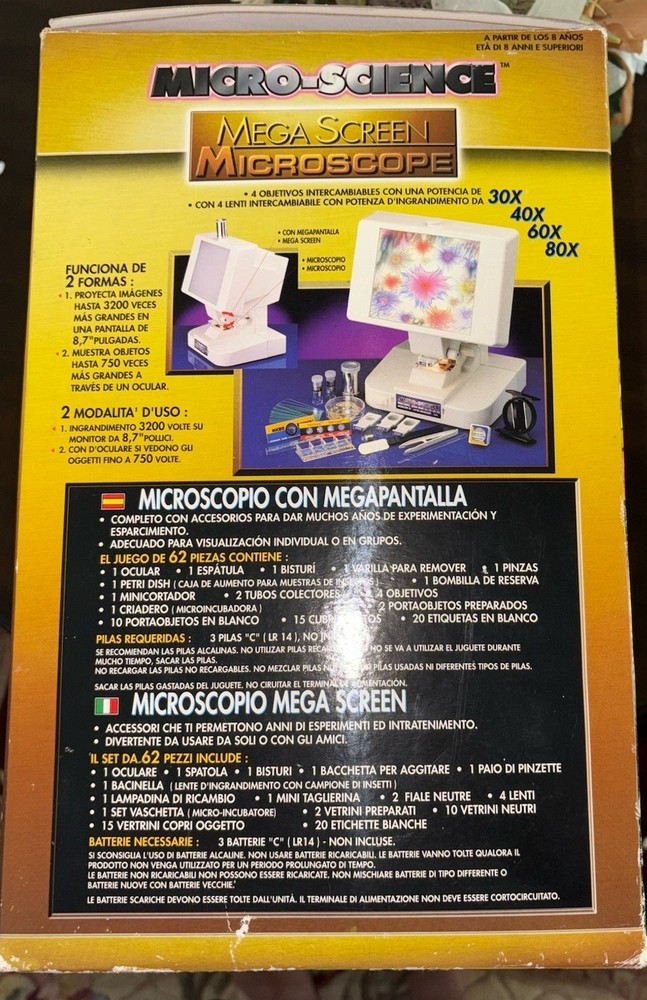 A PARTIR DE LOS 8 AÑOS
ETÁ DI 8 ANNI E SUPERIORI
MICRO-SCIENCE™
MEGA SCREEN
MICROSCOPE
• 4 OBJETIVOS INTERCAMBIABLES CON UNA POTENCIA DE
• CON 4 LENTI INTERCAMBIABILE CON POTENZA D'INGRANDIMENTO DA
30X
40X
60X
80X
• CON MEGAPANTALLA
• MEGA SCREEN
• MICROSCOPIO
• MICROSCOPIO
FUNCIONA DE
2 FORMAS :
• 1. PROYECTA IMÁGENES
HASTA 3200 VECES
MÁS GRANDES EN
UNA PANTALLA DE
8,7"PULGADAS.
• 2. MUESTRA OBJETOS
HASTA 750 VECES
MÁS GRANDES A
TRAVÉS DE UN OCULAR.
2 MODALITA' D'USO :
• 1. INGRANDIMENTO 3200 VOLTE SU
MONITOR DA 8,7"POLLICI.
• 2. CON D'OCULARE SI VEDONO GLI
OGGETTI FINO A 750 VOLTE.
MICROSCOPIO CON MEGAPANTALLA
• COMPLETO CON ACCESORIOS PARA DAR MUCHOS AÑOS DE EXPERIMENTACIÓN Y
ESPARCIMIENTO.
• ADECUADO PARA VISUALIZACIÓN INDIVIDUAL O EN GRUPOS.
EL JUEGO DE 62 PIEZAS CONTIENE :
• 1 OCULAR • 1 ESPÁTULA • 1 BISTURÍ • 1 VARILLA PARA REMOVER • 1 PINZAS
• 1 PETRI DISH (CAJA DE AUMENTO PARA MUESTRAS DE • 1 BOMBILLA DE RESERVA
• 1 MINICORTADOR • 2 TUBOS COLECTORES 4 OBJETIVOS
• 1 CRIADERO (MICROINCUBADORA) 2 PORTAOBJETOS PREPARADOS
• 10 PORTAOBJETOS EN BLANCO • 15 • 20 ETIQUETAS EN BLANCO
PILAS REQUERIDAS : 3 PILAS "C" ( LR 14 ), NO
SE RECOMIENDAN LAS PILAS ALCALINAS. NO UTILIZAR PILAS NO SE VA A UTILIZAR EL JUGUETE DURANTE
MUCHO TIEMPO, SACAR LAS PILAS.
NO RECARGAR LAS PILAS NO RECARGABLES. NO MEZCLAR PILAS PILAS USADAS NI DIFERENTES TIPOS DE PILAS.
SACAR LAS PILAS GASTADAS DEL JUGUETE. NO CIRUITAR EL TERMINAL
MICROSCOPIO MEGA SCREEN
• ACCESSORI CHE TI PERMETTONO ANNI DI ESPERIMENTI ED INTRATENIMENTO.
• DIVERTENTE DA USARE DA SOLI O CON GLI AMICI.
IL SET DA 62 PEZZI INCLUDE :
• 1 OCULARE • 1 SPATOLA • 1 BISTURI • 1 BACCHETTA PER AGGITARE • 1 PAIO DI PINZETTE
• 1 BACINELLA ( LENTE D'INGRANDIMENTO CON CAMPIONE DI INSETTI )
• 1 LAMPADINA DI RICAMBIO • 1 MINI TAGLIERINA • 2 FIALE NEUTRE • 4 LENTI
• 1 SET VASCHETTA ( MICRO-INCUBATORE) • 2 VETRINI PREPARATI • 10 VETRINI NEUTRI
• 15 VERTRINI COPRI OGGETTO • 20 ETICHETTE BIANCHE
BATTERIE NECESSARIE : 3 BATTERIE "C" ( LR14 ) - NON INCLUSE.
SI SCONSIGLIA L'USO DI BATTERIE ALCALINE. NON USARE BATTERIE RICARICABILI. LE BATTERIE VANNO TOLTE QUALORA IL
PRODOTTO NON VENGA UTILIZZATO PER UN PERIODO PROLUNGATO DI TEMPO.
LE BATTERIE NON RICARICABILI NON POSSONO ESSERE RICARICATE. NON MISCHIARE BATTERIE DI TIPO DIFFERENTE O
BATTERIE NUOVE CON BATTERIE VECCHIE.
LE BATTERIE SCARICHE DEVONO ESSERE TOLTE DALL'UNITÀ. IL TERMINALE DI ALIMENTAZIONE NON DEVE ESSERE CORTOCIRCUITATO.